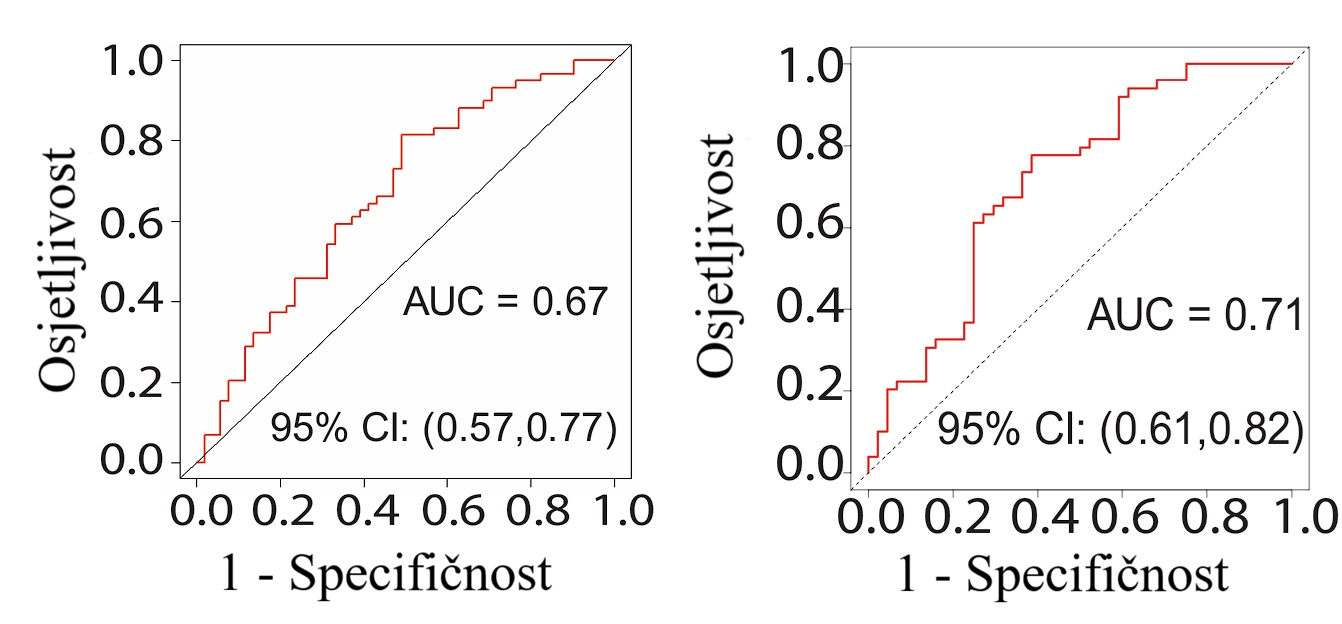 Osjetljivost
1.0
0.8
0.6
0.4
0.2
0.0
AUC = 0.67
95% CI: (0.57,0.77)
0.0 0.2 0.4 0.6 0.8 1.0
1 - Specifičnost
Osjetljivost
1.0
0.8
0.6
0.4
0.2
0.0
AUC = 0.71
95% CI: (0.61,0.82)
0.0 0.2 0.4 0.6 0.8 1.0
1 - Specifičnost